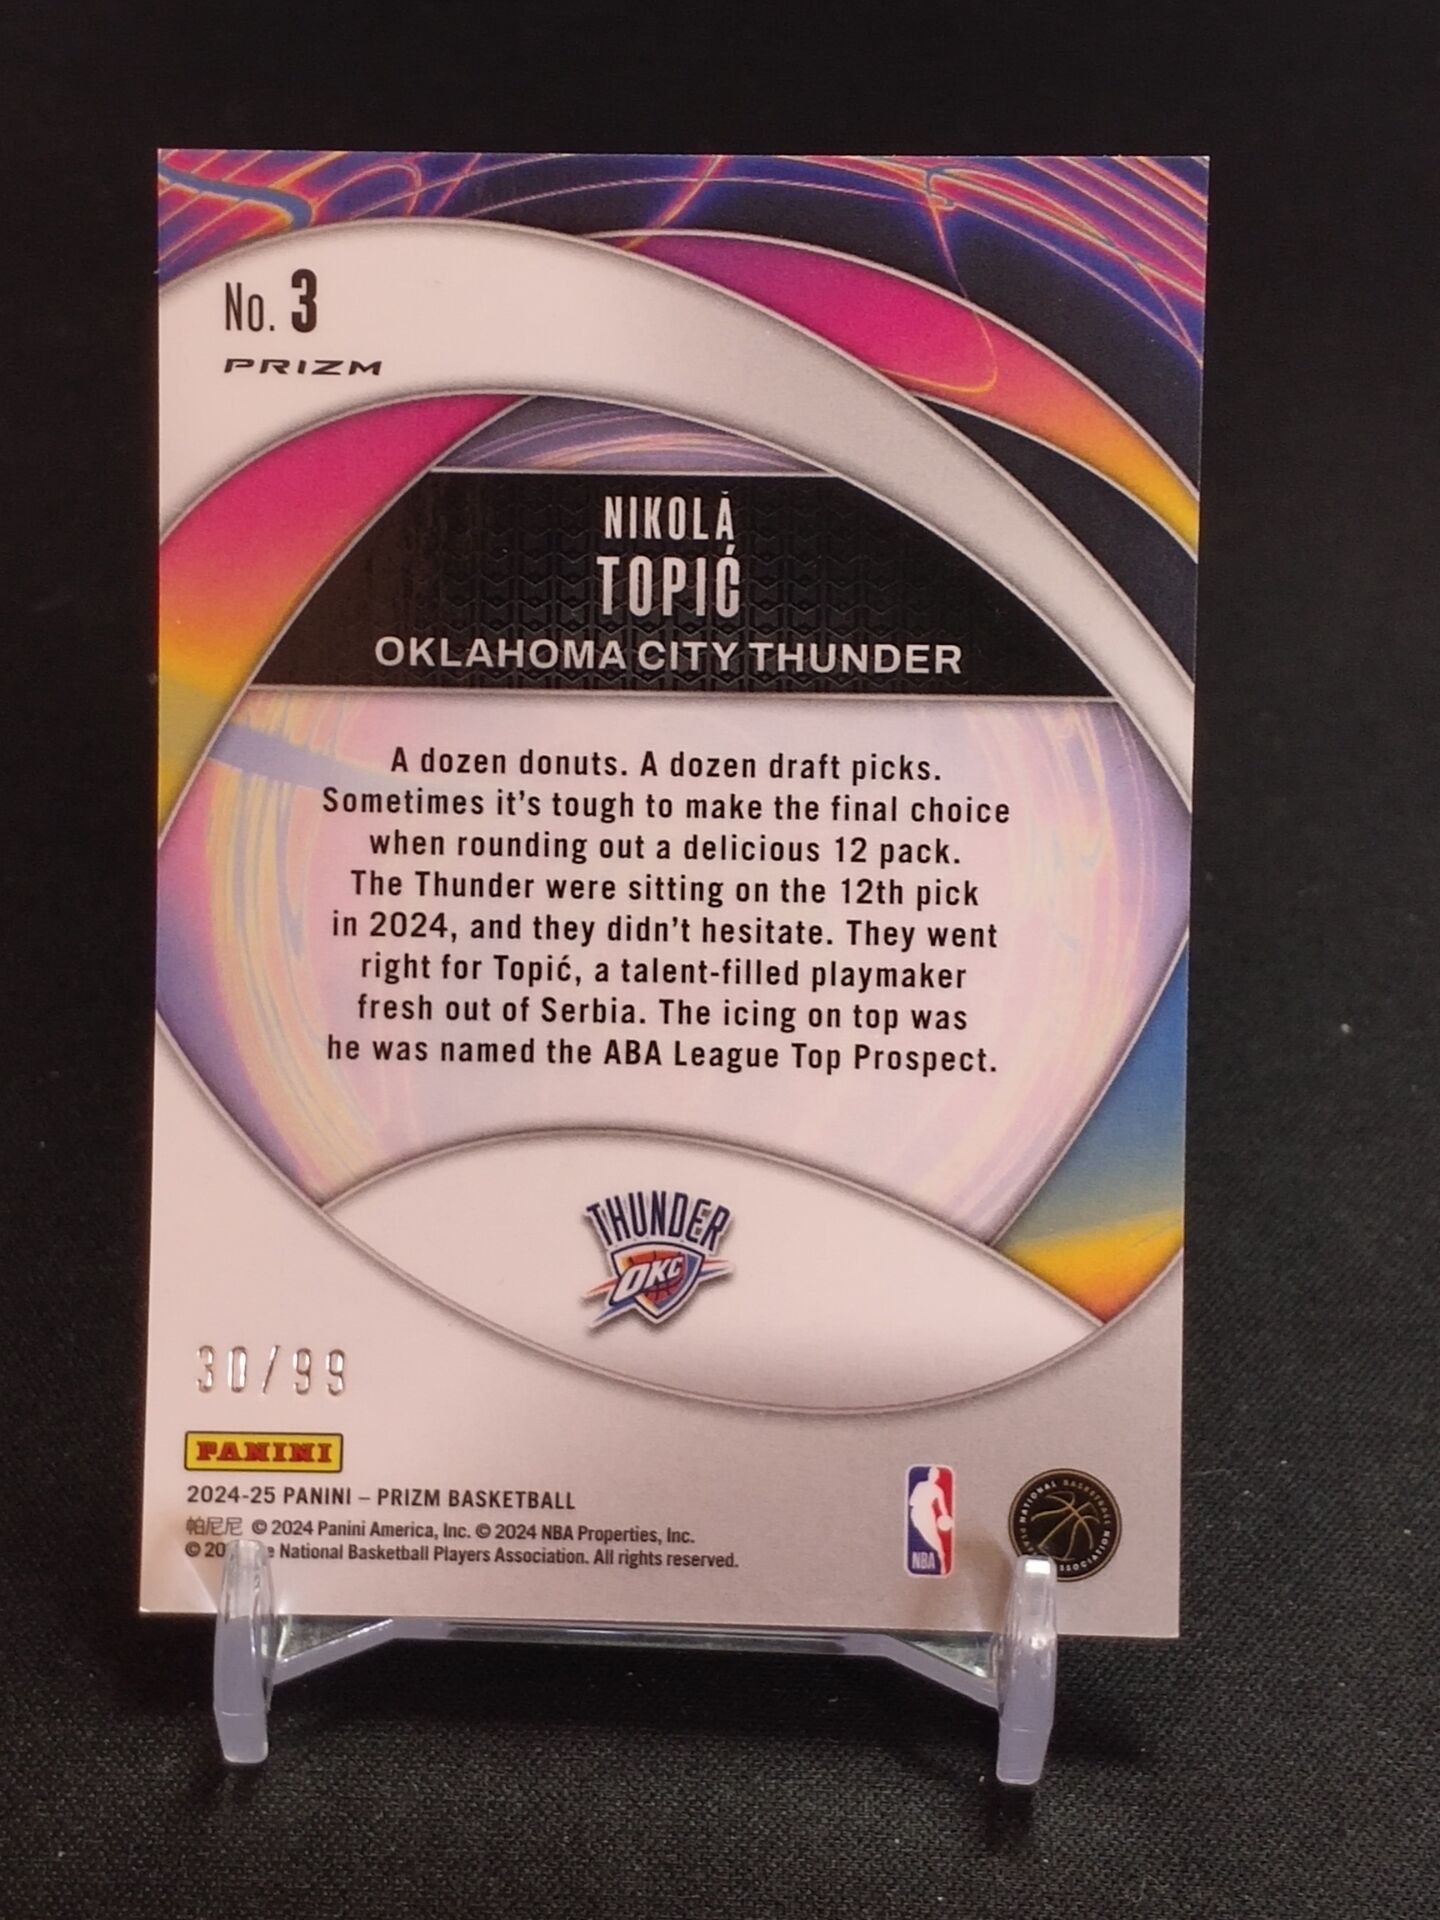 No. 3
PRIZM
NIKOLA
TOPIĆ
OKLAHOMA CITY THUNDER
A dozen donuts. A dozen draft picks.
Sometimes it's tough to make the final choice
when rounding out a delicious 12 pack.
The Thunder were sitting on the 12th pick
in 2024, and they didn't hesitate. They went
right for Topić, a talent-filled playmaker
fresh out of Serbia. The icing on top was
he was named the ABA League Top Prospect.
THUNDER
OKC
30/99
PANINI
2024-25 PANINI – PRIZM BASKETBALL
帕尼尼 © 2024 Panini America, Inc. © 2024 NBA Properties, Inc.
© National Basketball Players Association. All rights reserved.
NBA
NATIONAL BASKETBALL
ASSOCIATION